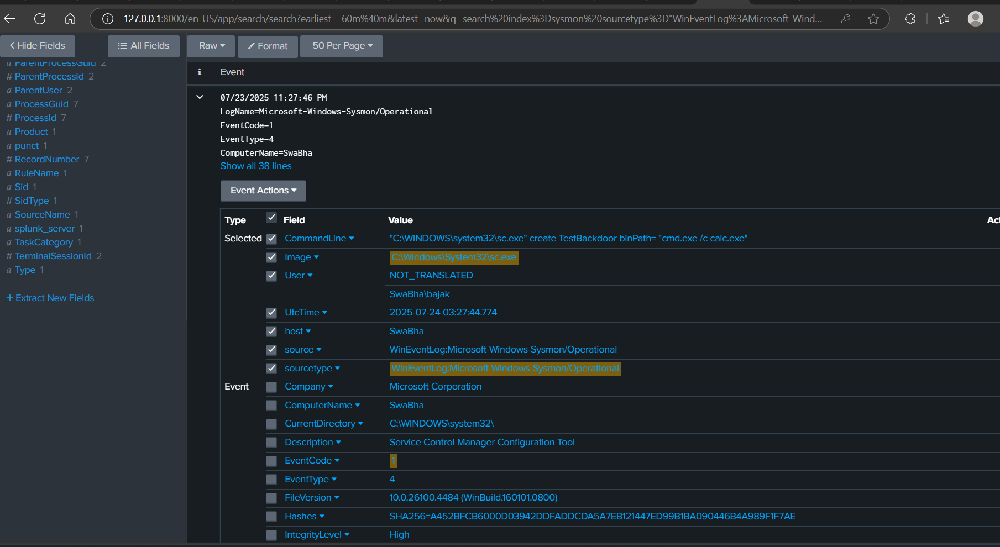 127.0.0.1:8000/en-US/app/search/search?earliest=-60m%40m&latest=now&q=search%20index%3Dsysmon%20sourcetype%3D"WinEventLog%3AMicrosoft-Wind...
Hide Fields
All Fields
Raw
Format
50 Per Page
a ParentProcessGuid 2
# ParentProcessId 2
a ParentUser 2
a ProcessGuid 7
# ProcessId 7
a Product 1
a punct 1
# RecordNumber 7
a RuleName 1
a Sid 1
# SidType 1
a SourceName 1
a splunk_server 1
a TaskCategory 1
# TerminalSessionId 2
a Type 1
+ Extract New Fields
i Event
07/23/2025 11:27:46 PM
LogName=Microsoft-Windows-Sysmon/Operational
EventCode=1
EventType=4
ComputerName=SwaBha
Show all 38 lines
Event Actions
Type Field Value Act
Selected CommandLine "C:\WINDOWS\system32\sc.exe" create TestBackdoor binPath= "cmd.exe /c calc.exe"
Image C:\Windows\System32\sc.exe
User NOT_TRANSLATED
SwaBha\bajak
UtcTime 2025-07-24 03:27:44.774
host SwaBha
source WinEventLog:Microsoft-Windows-Sysmon/Operational
sourcetype WinEventLog:Microsoft-Windows-Sysmon/Operational
Event Company Microsoft Corporation
ComputerName SwaBha
CurrentDirectory C:\WINDOWS\system32\
Description Service Control Manager Configuration Tool
EventCode 1
EventType 4
FileVersion 10.0.26100.4484 (WinBuild.160101.0800)
Hashes SHA256=A452BFCB6000D03942DDFADDCDA5A7EB121447ED99B1BA090446B4A989F1F7AE
IntegrityLevel High